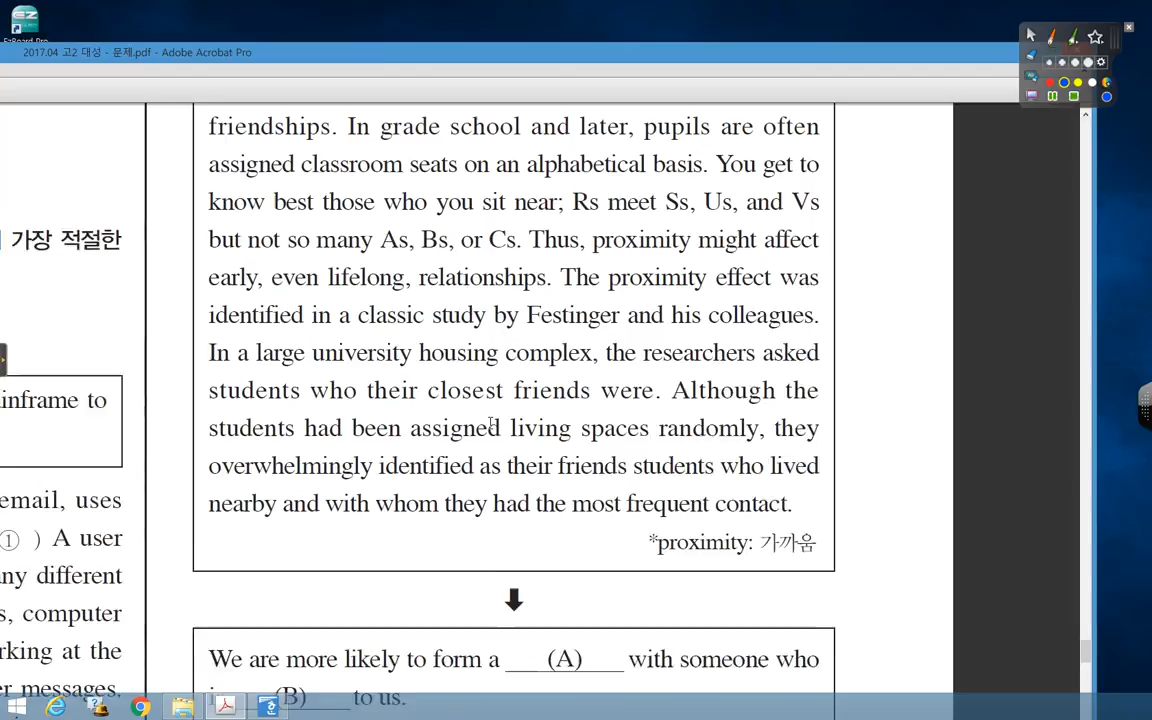 EzBoard Pro
2017.04 고2 대성 - 문제.pdf - Adobe Acrobat Pro
가장 적절한
ainframe to
email, uses
① ) A user
any different
s, computer
rking at the
er messages.
friendships. In grade school and later, pupils are often
assigned classroom seats on an alphabetical basis. You get to
know best those who you sit near; Rs meet Ss, Us, and Vs
but not so many As, Bs, or Cs. Thus, proximity might affect
early, even lifelong, relationships. The proximity effect was
identified in a classic study by Festinger and his colleagues.
In a large university housing complex, the researchers asked
students who their closest friends were. Although the
students had been assigned living spaces randomly, they
overwhelmingly identified as their friends students who lived
nearby and with whom they had the most frequent contact.
*proximity: 가까움
We are more likely to form a (A) with someone who
(B) to us.